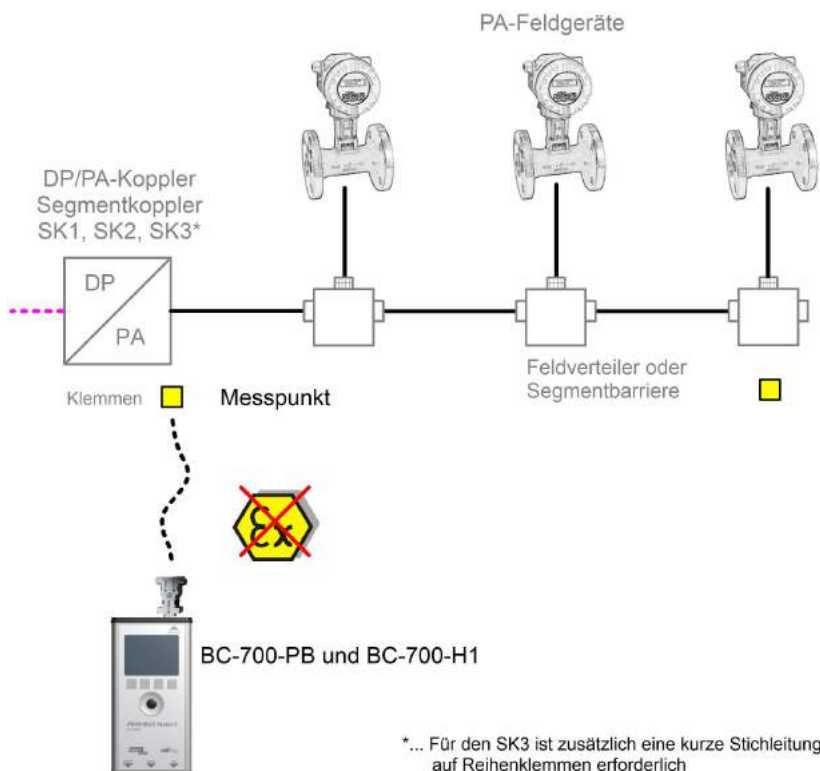 PA-Feldgeräte
DP/PA-Koppler
Segmentkoppler
SK1, SK2, SK3*
DP
PA
Feldverteiler oder
Segmentbarriere
Klemmen
Messpunkt
Ex
BC-700-PB und BC-700-H1
*... Für den SK3 ist zusätzlich eine kurze Stichleitung
auf Reihenklemmen erforderlich